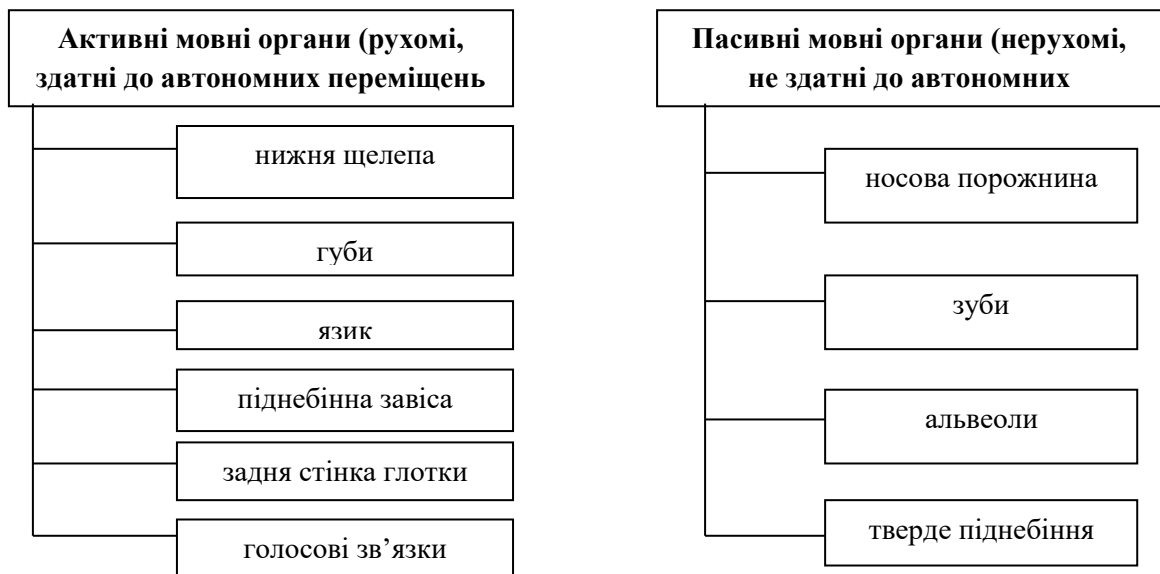 Активні мовні органи (рухомі,
здатні до автономних переміщень
нижня щелепа
губи
язик
піднебінна завіса
задня стінка глотки
голосові зв’язки
Пасивні мовні органи (нерухомі,
не здатні до автономних
носова порожнина
зуби
альвеоли
тверде піднебіння